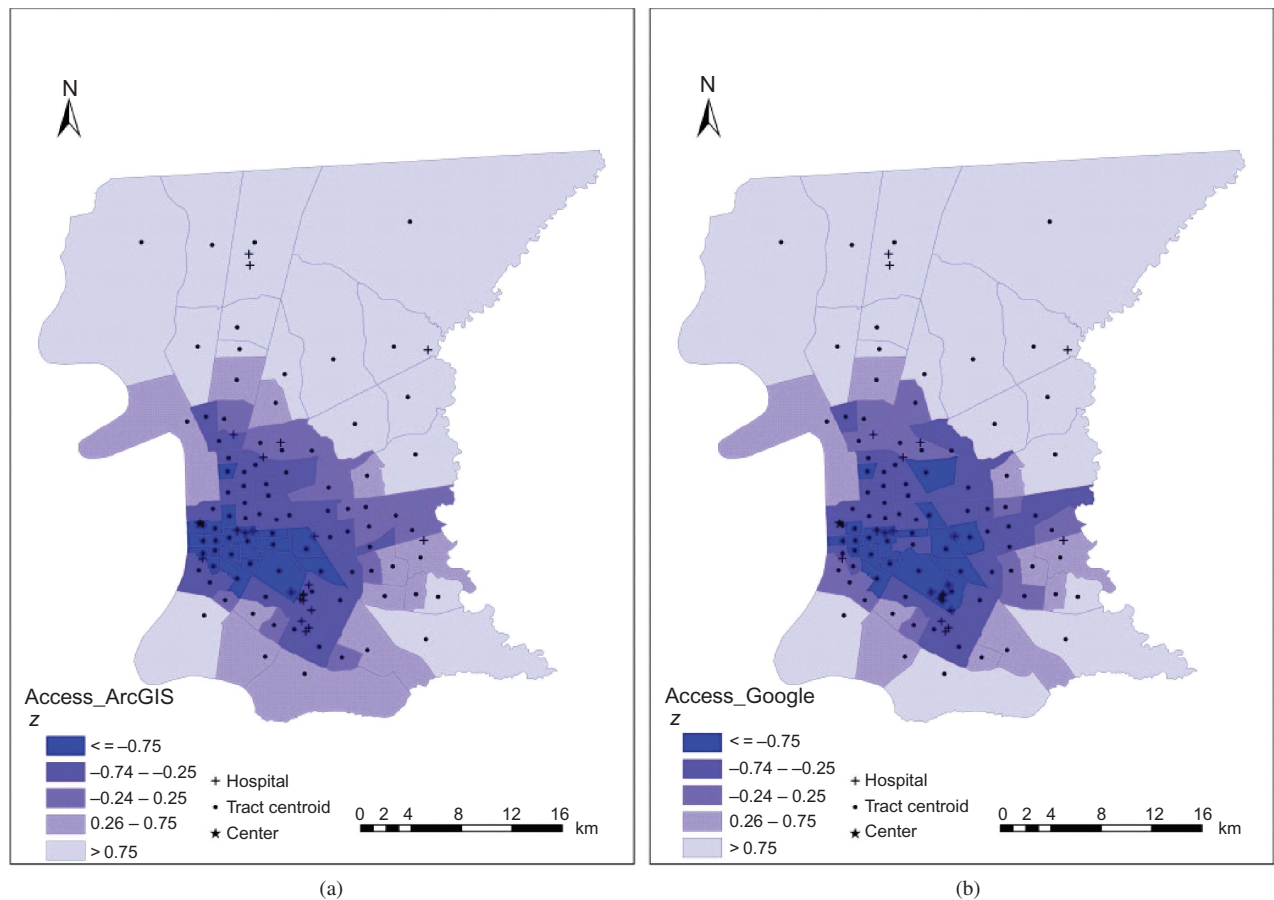 N
Access_ArcGIS
z
< = –0.75
–0.74 – –0.25
–0.24 – 0.25
0.26 – 0.75
> 0.75
+ Hospital
• Tract centroid
★ Center
0 2 4 8 12 16
km
(a)
N
Access_Google
z
< = –0.75
–0.74 – –0.25
–0.24 – 0.25
0.26 – 0.75
> 0.75
+ Hospital
• Tract centroid
★ Center
0 2 4 8 12 16
km
(b)